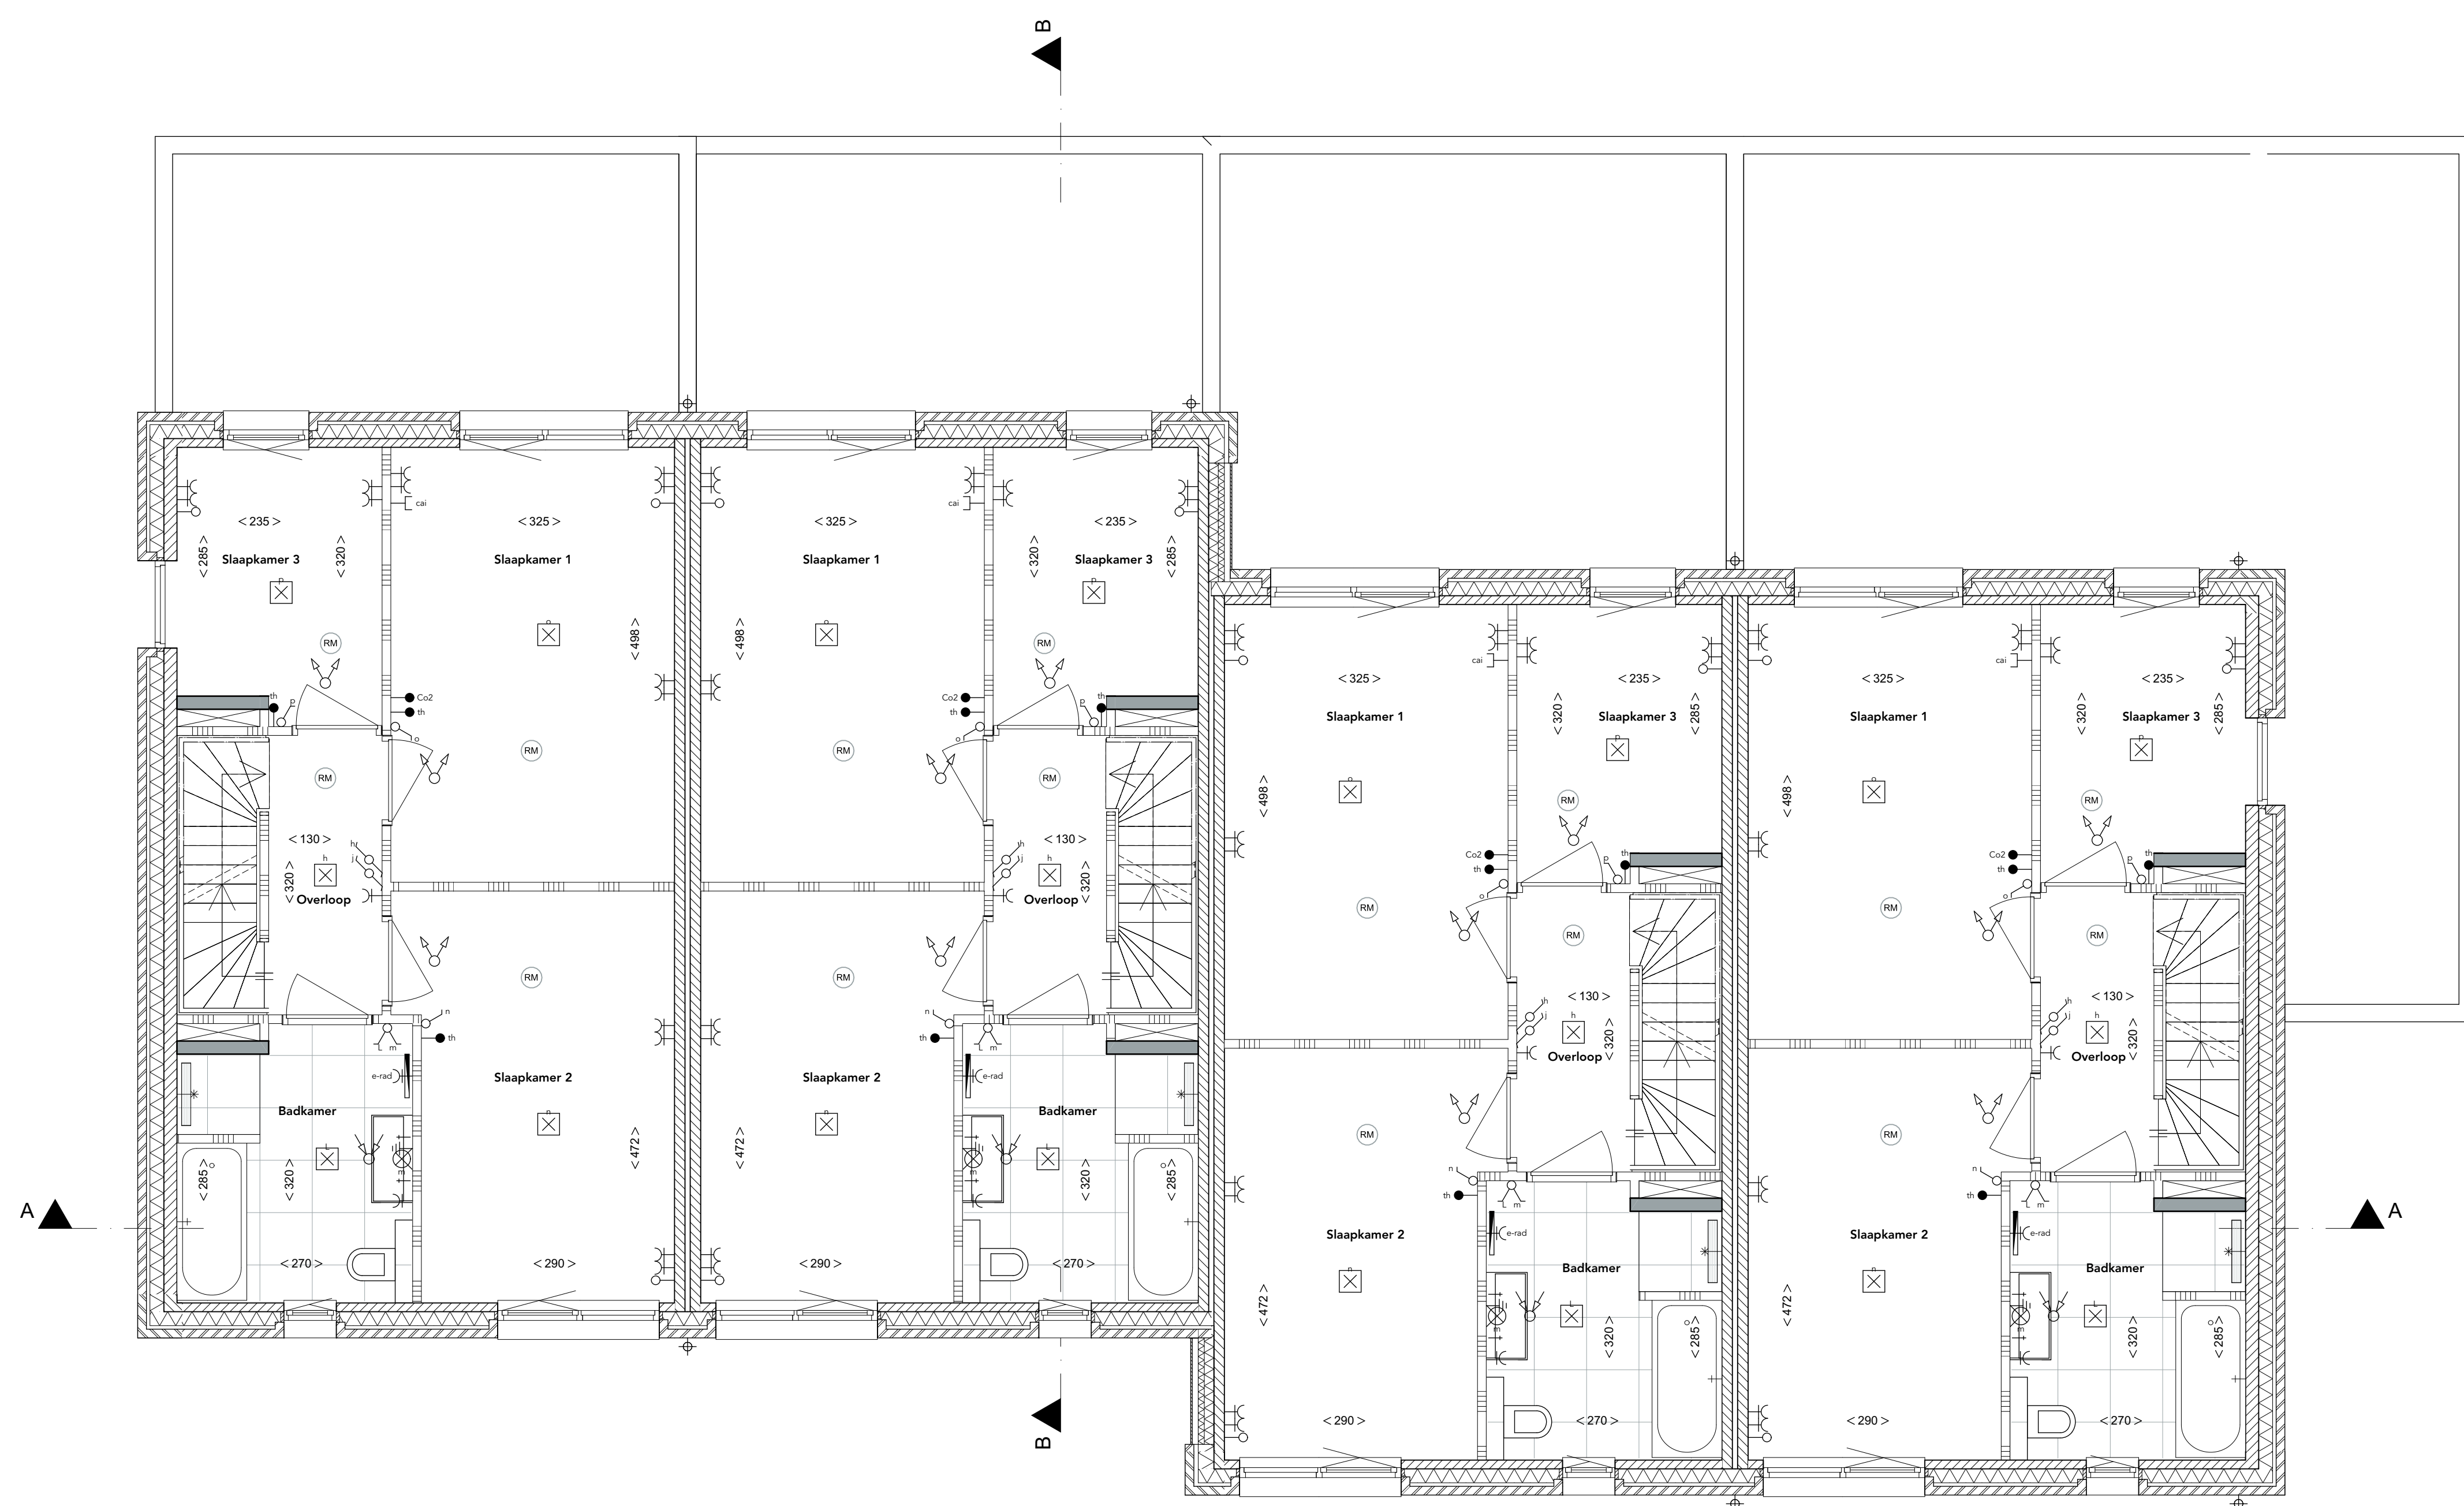 B
cai
cai
< 235 >
< 325 >
< 325 >
< 235 >
< 285 >
Slaapkamer 3
< 320 >
Slaapkamer 1
Slaapkamer 1
< 320 >
Slaapkamer 3
< 285 >
p
p
o
o
RM
< 498 >
< 498 >
RM
cai
cai
< 325 >
< 235 >
< 325 >
< 235 >
th
p
Co2
th
o
Co2
th
o
p
th
Slaapkamer 1
< 320 >
Slaapkamer 3
< 285 >
Slaapkamer 1
< 320 >
Slaapkamer 3
< 285 >
p
p
RM
RM
RM
RM
o
o
< 498 >
RM
< 498 >
RM
< 130 >
hr
j
h
< 320 >
Overloop
< 130 >
h
j
h
< 320 >
Overloop
Co2
th
o
p
th
Co2
th
o
p
th
RM
RM
RM
RM
RM
RM
n
th
L
m
n
th
L
m
< 130 >
h
j
h
< 320 >
Overloop
< 130 >
h
j
h
< 320 >
Overloop
e-rad
Slaapkamer 2
Slaapkamer 2
e-rad
Badkamer
Badkamer
n
n
RM
RM
L
m
L
m
< 285 >
< 320 >
< 472 >
< 472 >
< 320 >
< 285 >
n
th
L
m
n
th
L
m
A
A
e-rad
e-rad
Slaapkamer 2
Slaapkamer 2
< 270 >
< 290 >
< 290 >
< 270 >
Badkamer
Badkamer
n
n
L
m
L
m
< 472 >
< 320 >
< 285 >
< 472 >
< 320 >
< 285 >
< 290 >
< 270 >
< 290 >
< 270 >
B